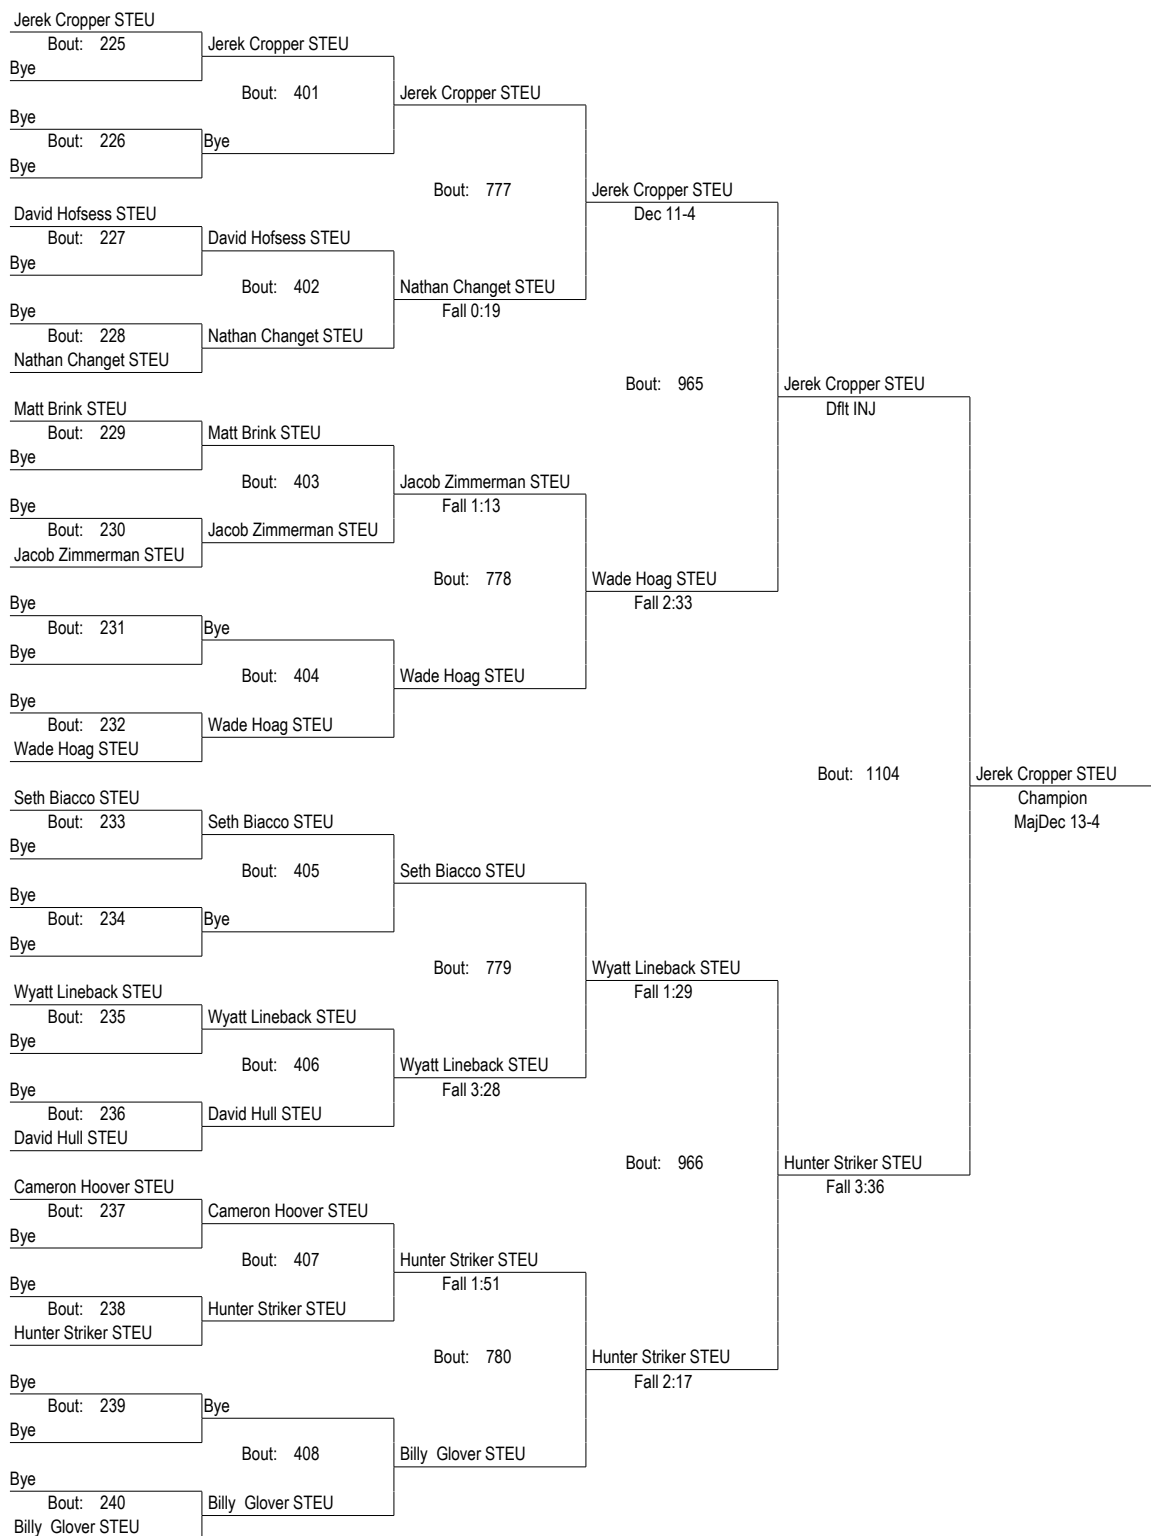 Jerek Cropper STEU
Bout: 225 Jerek Cropper STEU
Bye
Bout: 401 Jerek Cropper STEU
Bye
Bout: 226 Bye
Bye
Bout: 777 Jerek Cropper STEU
David Hofsess STEU Dec 11-4
Bout: 227 David Hofsess STEU
Bye
Bout: 402 Nathan Changet STEU
Bye Fall 0:19
Bout: 228 Nathan Changet STEU
Nathan Changet STEU
Bout: 965 Jerek Cropper STEU
Matt Brink STEU Dflt INJ
Bout: 229 Matt Brink STEU
Bye
Bout: 403 Jacob Zimmerman STEU
Bye Fall 1:13
Bout: 230 Jacob Zimmerman STEU
Jacob Zimmerman STEU
Bout: 778 Wade Hoag STEU
Bye Fall 2:33
Bout: 231 Bye
Bye
Bout: 404 Wade Hoag STEU
Bye
Bout: 232 Wade Hoag STEU
Wade Hoag STEU
Bout: 1104 Jerek Cropper STEU
Seth Biacco STEU Champion
Bout: 233 Seth Biacco STEU MajDec 13-4
Bye
Bout: 405 Seth Biacco STEU
Bye
Bout: 234 Bye
Bye
Bout: 779 Wyatt Lineback STEU
Wyatt Lineback STEU Fall 1:29
Bout: 235 Wyatt Lineback STEU
Bye
Bout: 406 Wyatt Lineback STEU
Bye Fall 3:28
Bout: 236 David Hull STEU
David Hull STEU
Bout: 966 Hunter Striker STEU
Cameron Hoover STEU Fall 3:36
Bout: 237 Cameron Hoover STEU
Bye
Bout: 407 Hunter Striker STEU
Bye Fall 1:51
Bout: 238 Hunter Striker STEU
Hunter Striker STEU
Bout: 780 Hunter Striker STEU
Bye Fall 2:17
Bout: 239 Bye
Bye
Bout: 408 Billy Glover STEU
Bye
Bout: 240 Billy Glover STEU
Billy Glover STEU